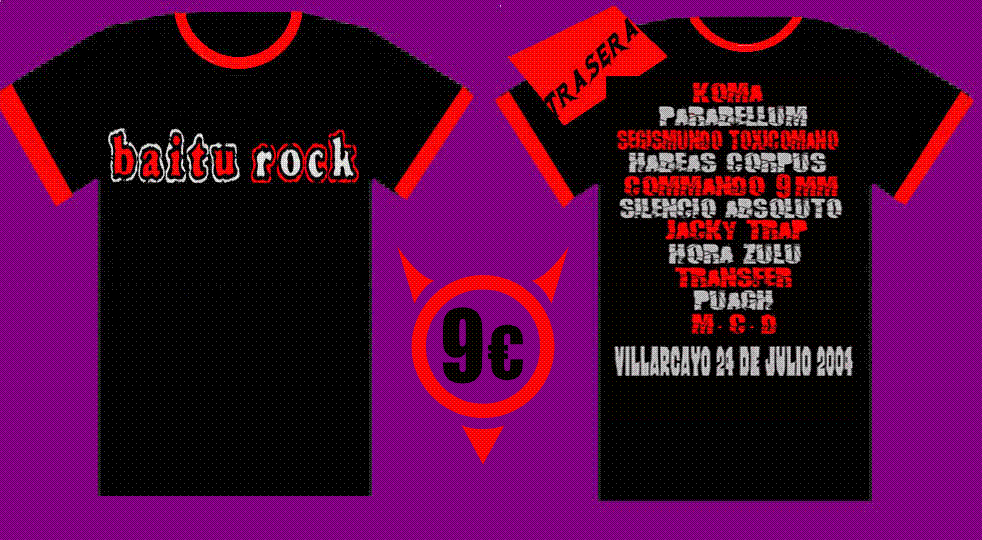 baitu rock
TRASERA
KOMA
PARABELLUM
SEGISMUNDO TOXICOMANO
HABEAS CORPUS
COMMANDO 9MM
SILENCIO ABSOLUTO
JACKY TRAP
HORA ZULU
TRANSFER
PUAGH
M·C·D
VILLARCAYO 24 DE JULIO 2004
9€